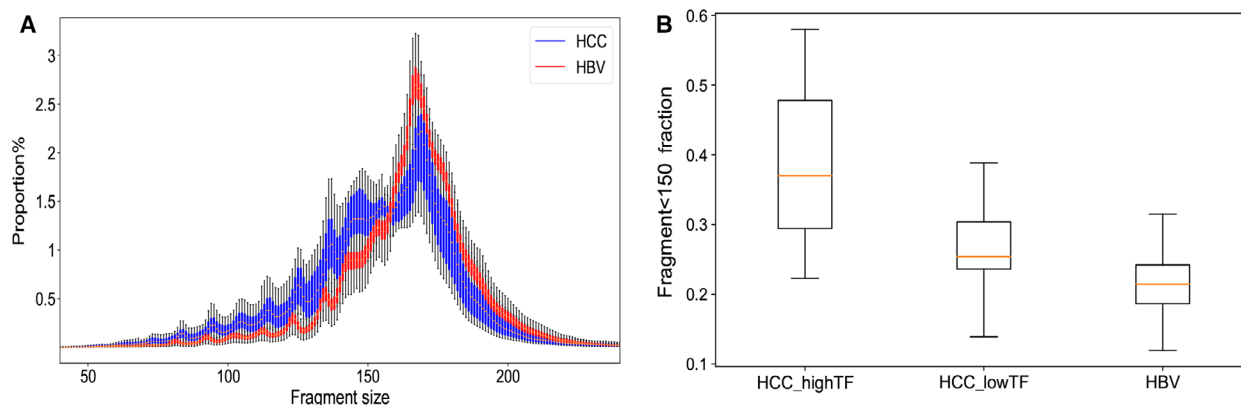 A
HCC
HBV
Proportion%
3
2.5
2
1.5
1
0.5
50
100
150
200
Fragment size
B
Fragment<150 fraction
0.6
0.5
0.4
0.3
0.2
0.1
HCC_highTF
HCC_lowTF
HBV